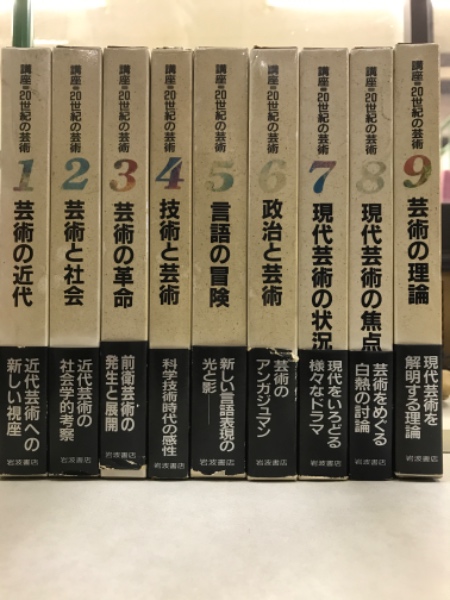 講座20世紀の芸術
1
芸術の近代
近代芸術への
新しい視座
岩波書店
講座20世紀の芸術
2
芸術と社会
近代芸術の
社会学的考察
岩波書店
講座20世紀の芸術
3
芸術の革命
前衛芸術の
発生と展開
岩波書店
講座20世紀の芸術
4
技術と芸術
科学技術時代の感性
岩波書店
講座20世紀の芸術
5
言語の冒険
新しい言語表現の
光と影──
岩波書店
講座20世紀の芸術
6
政治と芸術
芸術の
アンガジュマン
岩波書店
講座20世紀の芸術
7
現代芸術の状況
現代をいろどる
様々なドラマ
岩波書店
講座20世紀の芸術
8
現代芸術の焦点
芸術をめぐる
白熱の討論
岩波書店
講座20世紀の芸術
9
芸術の理論
現代芸術を
解明する理論
岩波書店